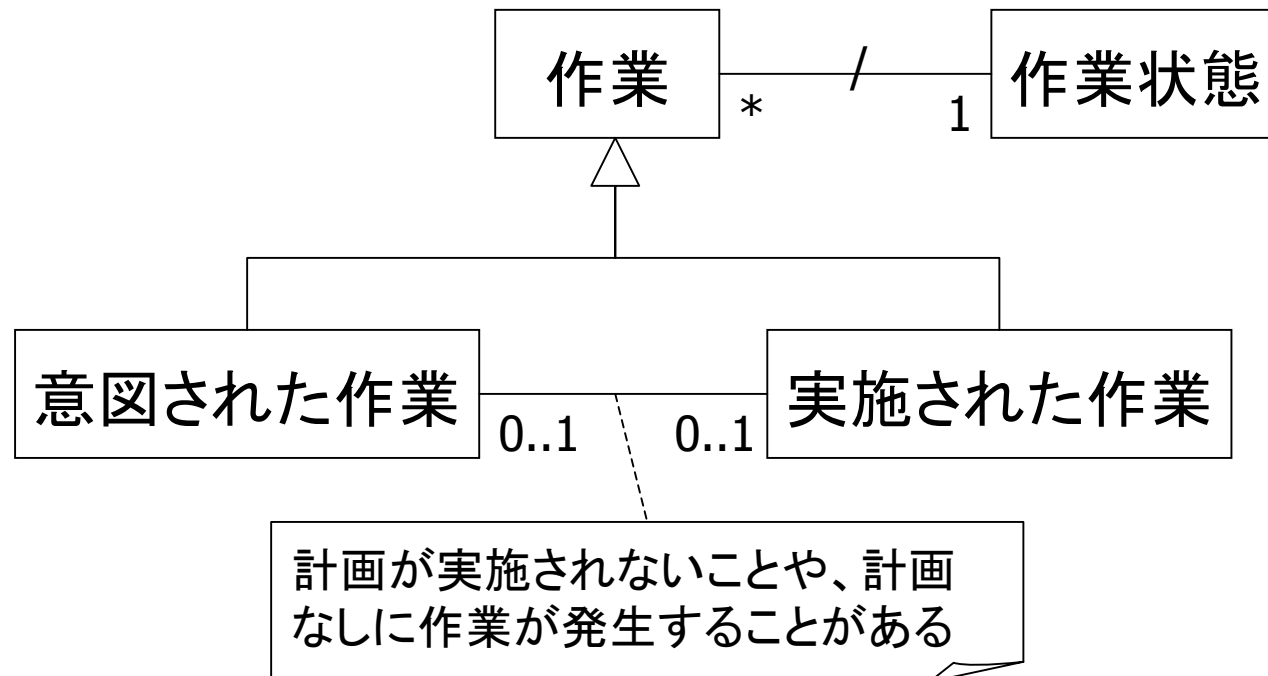 作業
/
作業状態
*
1
意図された作業
0..1
0..1
実施された作業
計画が実施されないことや、計画
なしに作業が発生することがある